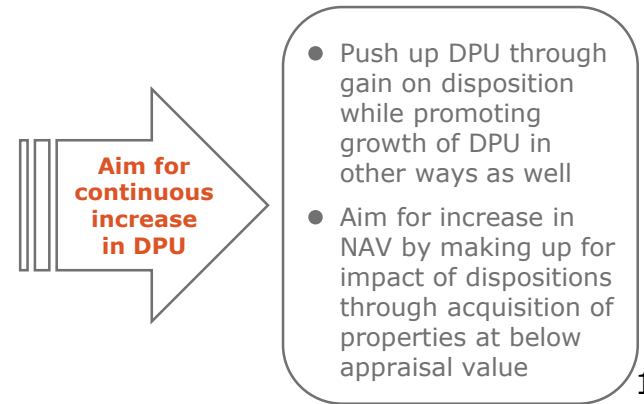 Aim for
continuous
increase
in DPU
● Push up DPU through
gain on disposition
while promoting
growth of DPU in
other ways as well
● Aim for increase in
NAV by making up for
impact of dispositions
through acquisition of
properties at below
appraisal value